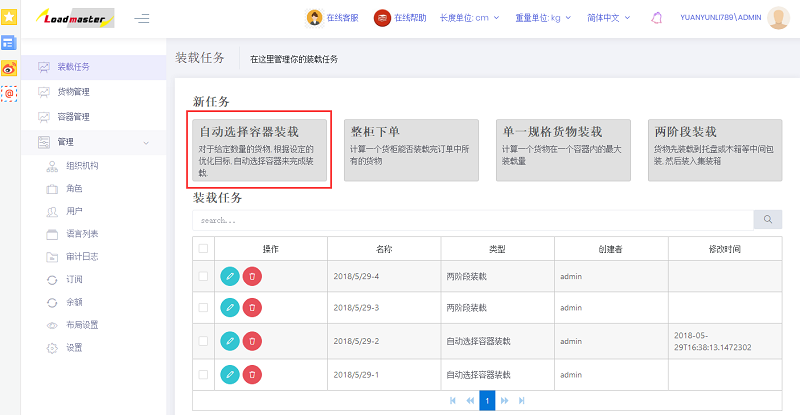 Loadmaster
在线客服
在线帮助
长度单位: cm
重量单位: kg
简体中文
YUANYUNLI789\ADMIN
装载任务
货物管理
容器管理
管理
组织机构
角色
用户
语言列表
审计日志
订阅
余额
布局设置
设置
装载任务
在这里管理你的装载任务
新任务
自动选择容器装载
对于给定数量的货物, 根据设定的
优化目标, 自动选择容器来完成装
载.
整柜下单
计算一个货柜能否装载完订单中所
有的货物
单一规格货物装载
计算一个货物在一个容器内的最大
装载数量
两阶段装载
货物先装载到托盘或木箱等中间包
装, 然后装入集装箱
装载任务
search...
操作 名称 类型 创建者 修改时间
2018/5/29-4 两阶段装载 admin
2018/5/29-3 两阶段装载 admin
2018/5/29-2 自动选择容器装载 admin 2018-05-
29T16:38:13.1472302
2018/5/29-1 自动选择容器装载 admin
1